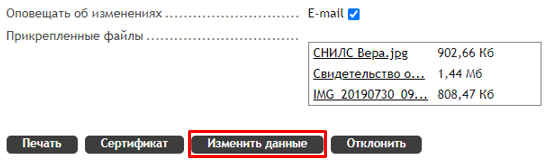 Оповещать об изменениях .............................. E-mail
Прикрепленные файлы ..................................
СНИЛС Вера.jpg 902,66 Кб
Свидетельство о... 1,44 Мб
IMG_20190730_09... 808,47 Кб
Печать Сертификат Изменить данные Отклонить